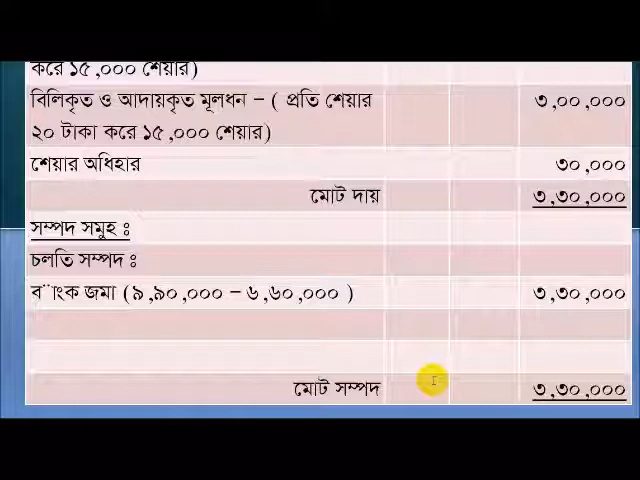 করে ১৫,০০০ শেয়ার)
বিলিকৃত ও আদায়কৃত মূলধন – ( প্রতি শেয়ার ৩,০০,০০০
২০ টাকা করে ১৫,০০০ শেয়ার)
শেয়ার অধিহার ৩০,০০০
মোট দায় ৩,৩০,০০০
সম্পদ সমুহ ঃ
চলতি সম্পদ ঃ
ব¨াংক জমা (৯,৯০,০০০ – ৬,৬০,০০০ ) ৩,৩০,০০০
মোট সম্পদ ৩,৩০,০০০